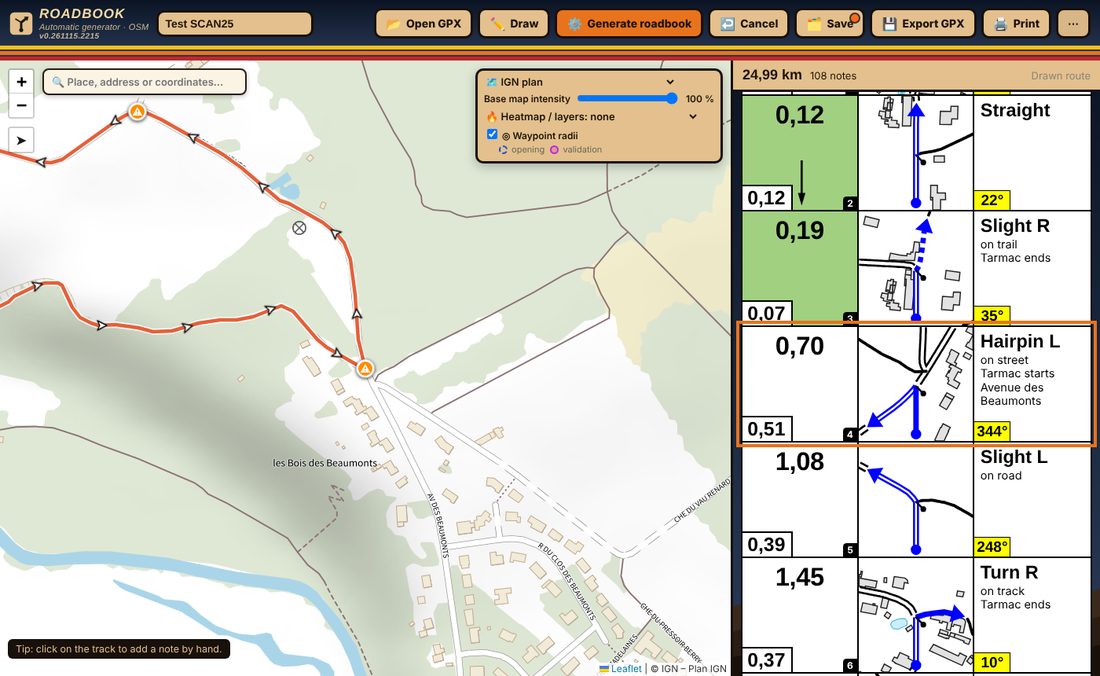 ROADBOOK
Automatic generator · OSM
v0.261115.2215
Test SCAN25
📂 Open GPX
✏️ Draw
⚙️ Generate roadbook
↩️ Cancel
🗂️ Save
💾 Export GPX
🖨️ Print
...
+
−
🔍 Place, address or coordinates...
🗺️ IGN plan
Base map intensity 100 %
🔥 Heatmap / layers: none
◎ Waypoint radii
opening validation
les Bois des Beaumonts
AV DES BEAUMONTS
R DU CLOS DES BEAUMONTS
CHE DU VAU RENARD
CHE-DU-PRESSOIR-BERRY
Tip: click on the track to add a note by hand.
Leaflet | © IGN – Plan IGN
24,99 km 108 notes Drawn route
0,12
0,12
2
Straight
22°
0,19
0,07
3
Slight R
on trail
Tarmac ends
35°
0,70
0,51
4
Hairpin L
on street
Tarmac starts
Avenue des
Beaumonts
344°
1,08
0,39
5
Slight L
on road
248°
1,45
0,37
6
Turn R
on track
Tarmac ends
10°